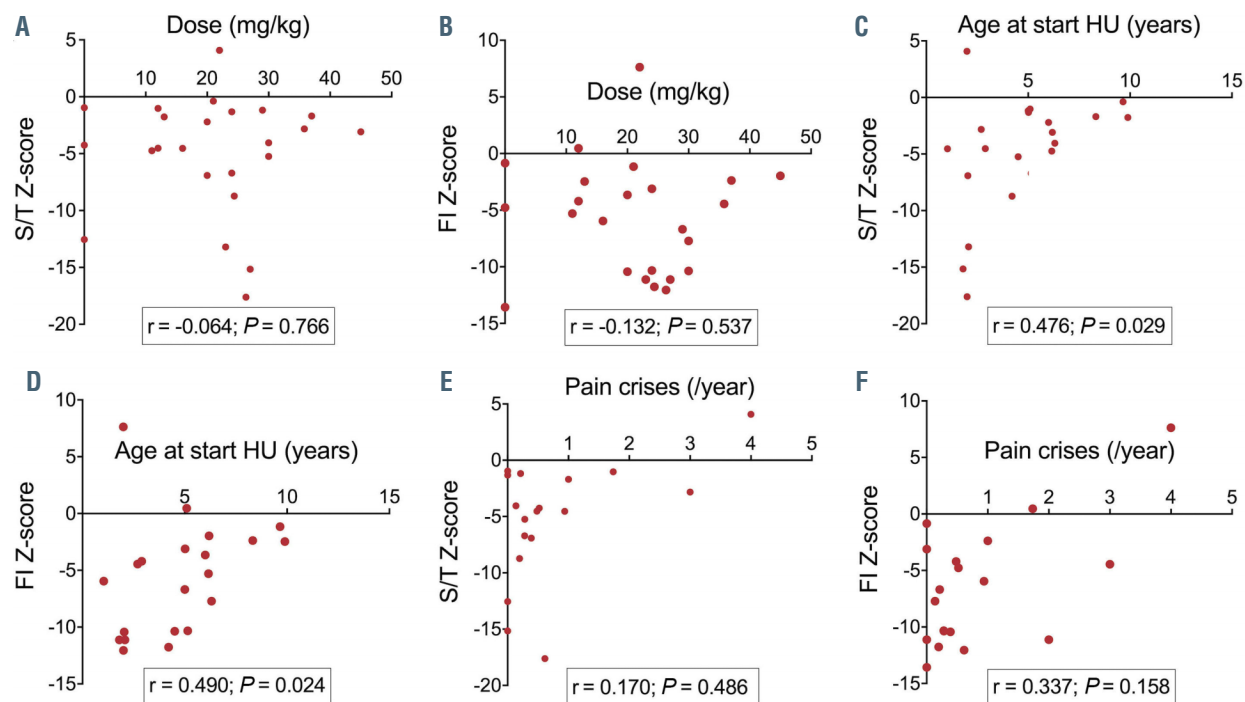 A
Dose (mg/kg)
5
10 20 30 40 50
0
-5
-10
-15
-20
S/T Z-score
r = -0.064; P = 0.766
B
10
Dose (mg/kg)
5
10 20 30 40 50
0
-5
-10
-15
FI Z-score
r = -0.132; P = 0.537
C
Age at start HU (years)
5
5 10 15
0
-5
-10
-15
-20
S/T Z-score
r = 0.476; P = 0.029
D
10
Age at start HU (years)
5
5 10 15
0
-5
-10
-15
FI Z-score
r = 0.490; P = 0.024
E
Pain crises (/year)
5
1 2 3 4 5
0
-5
-10
-15
-20
S/T Z-score
r = 0.170; P = 0.486
F
10
Pain crises (/year)
5
1 2 3 4 5
0
-5
-10
-15
FI Z-score
r = 0.337; P = 0.158